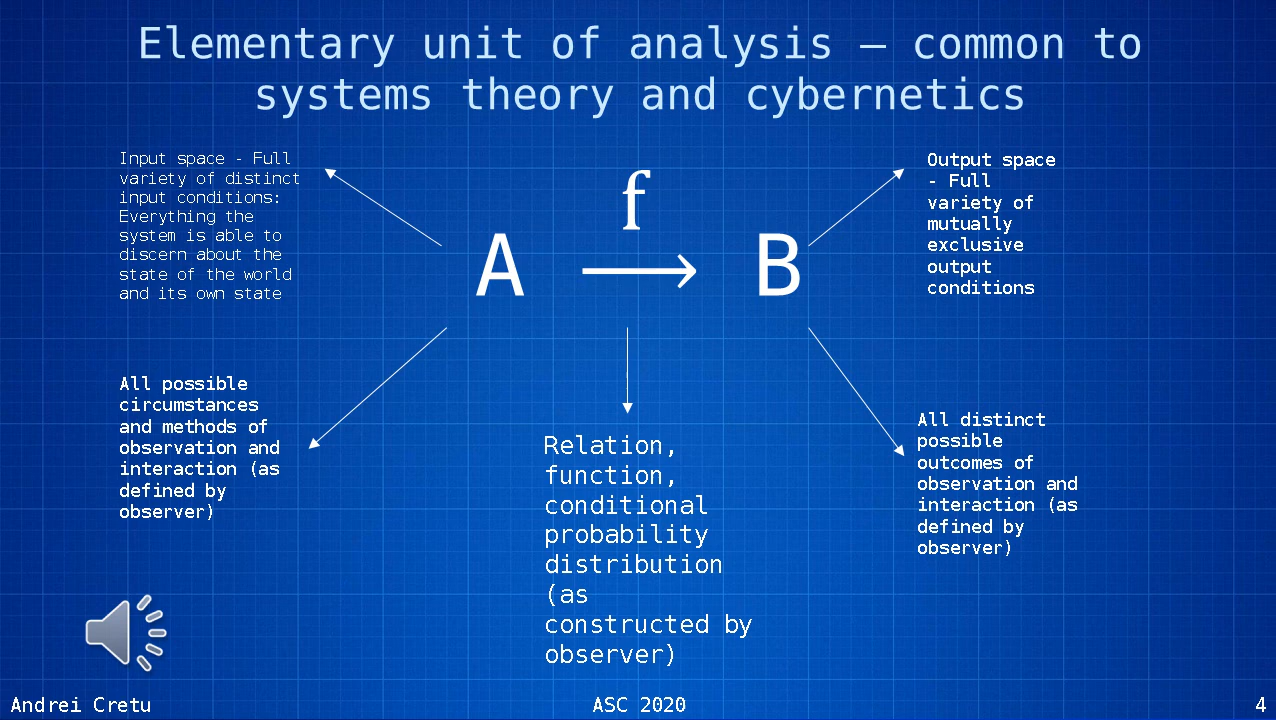 Elementary unit of analysis – common to
systems theory and cybernetics
Input space - Full
variety of distinct
input conditions:
Everything the
system is able to
discern about the
state of the world
and its own state
f
A ⟶ B
Output space
- Full
variety of
mutually
exclusive
output
conditions
All possible
circumstances
and methods of
observation and
interaction (as
defined by
observer)
Relation,
function,
conditional
probability
distribution
(as
constructed by
observer)
All distinct
possible
outcomes of
observation and
interaction (as
defined by
observer)
Andrei Cretu
ASC 2020
4